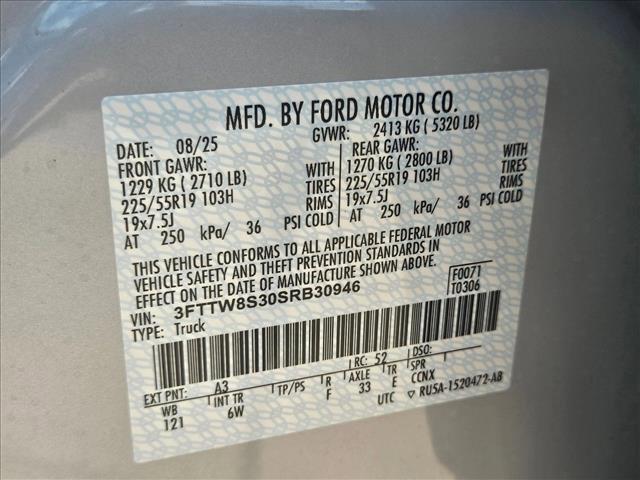 MFD. BY FORD MOTOR CO.
DATE: 08/25 GVWR: 2413 KG ( 5320 LB)
FRONT GAWR: REAR GAWR:
1229 KG ( 2710 LB) WITH 1270 KG ( 2800 LB) WITH
225/55R19 103H TIRES 225/55R19 103H TIRES
19x7.5J RIMS 19x7.5J RIMS
AT 250 kPa/ 36 PSI COLD AT 250 kPa/ 36 PSI COLD
THIS VEHICLE CONFORMS TO ALL APPLICABLE FEDERAL MOTOR
VEHICLE SAFETY AND THEFT PREVENTION STANDARDS IN
EFFECT ON THE DATE OF MANUFACTURE SHOWN ABOVE.
VIN: 3FTTW8S30SRB30946 F0071
TYPE: Truck T0306
EXT PNT: A3 RC: 52 DSO:
WB INT TR TP/PS R AXLE TR SPR
121 6W F 33 E CCNX
UTC ▽ RU5A-1520472-AB